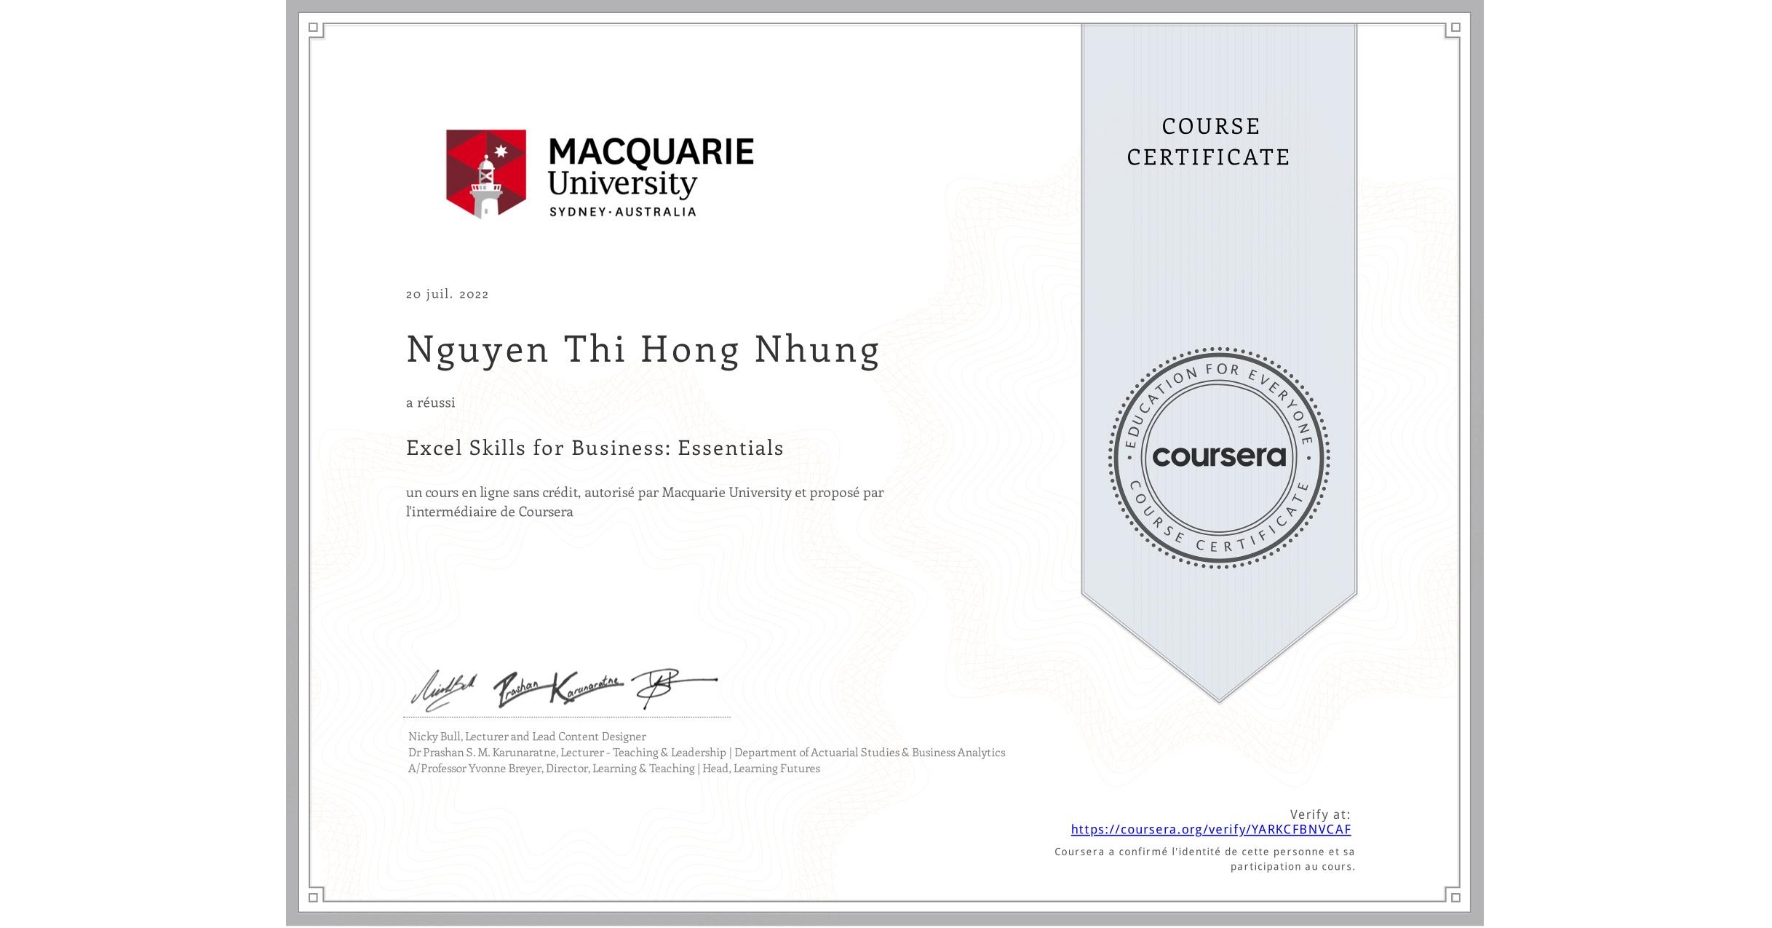 MACQUARIE
University
SYDNEY·AUSTRALIA
COURSE
CERTIFICATE
20 juil. 2022
Nguyen Thi Hong Nhung
a réussi
Excel Skills for Business: Essentials
un cours en ligne sans crédit, autorisé par Macquarie University et proposé par
l'intermédiaire de Coursera
EDUCATION FOR EVERYONE
coursera
COURSE CERTIFICATE
Prashan Karunaratne
Nicky Bull, Lecturer and Lead Content Designer
Dr Prashan S. M. Karunaratne, Lecturer - Teaching & Leadership | Department of Actuarial Studies & Business Analytics
A/Professor Yvonne Breyer, Director, Learning & Teaching | Head, Learning Futures
Verify at:
https://coursera.org/verify/YARKCFBNVCAF
Coursera a confirmé l'identité de cette personne et sa
participation au cours.